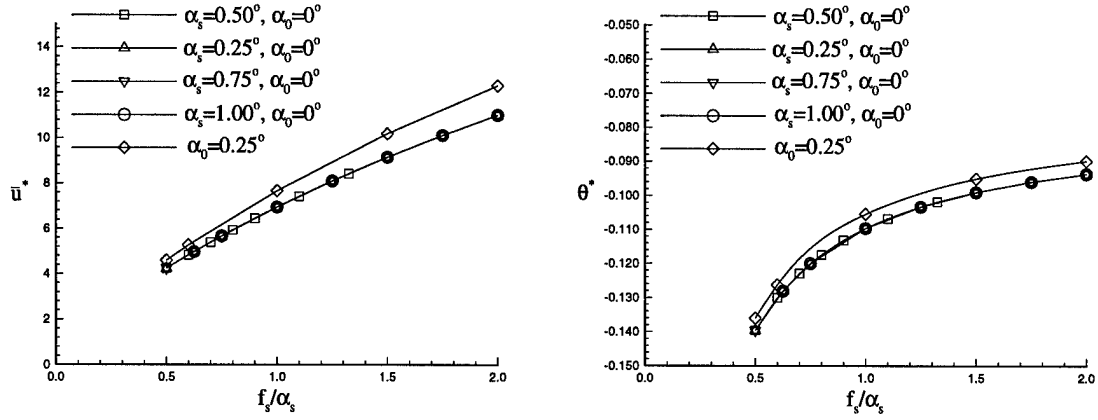 αₛ=0.50°, α₀=0°
αₛ=0.25°, α₀=0°
αₛ=0.75°, α₀=0°
αₛ=1.00°, α₀=0°
α₀=0.25°
14
12
10
8
6
4
2
0
ū*
0.0 0.5 1.0 1.5 2.0
fₛ/αₛ
αₛ=0.50°, α₀=0°
αₛ=0.25°, α₀=0°
αₛ=0.75°, α₀=0°
αₛ=1.00°, α₀=0°
α₀=0.25°
-0.050
-0.060
-0.070
-0.080
-0.090
-0.100
-0.110
-0.120
-0.130
-0.140
-0.150
θ*
0.0 0.5 1.0 1.5 2.0
fₛ/αₛ